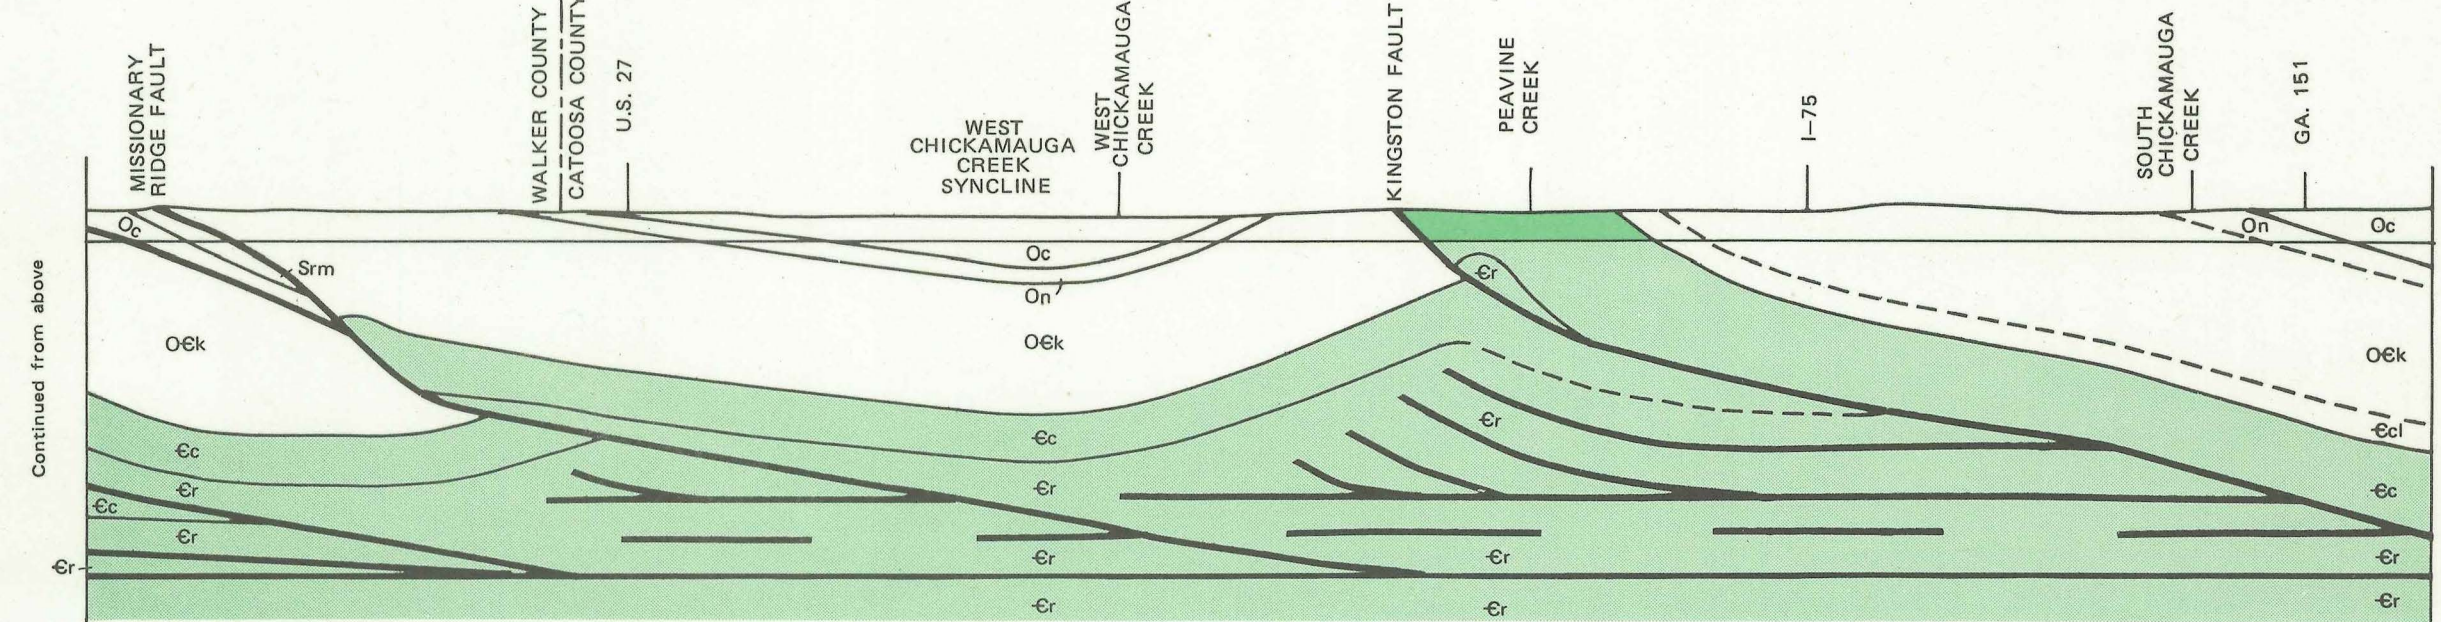 MISSIONARY
RIDGE FAULT
WALKER COUNTY
CATOOSA COUNTY
U.S. 27
WEST
CHICKAMAUGA
CREEK
SYNCLINE
WEST
CHICKAMAUGA
CREEK
KINGSTON FAULT
PEAVINE
CREEK
I–75
SOUTH
CHICKAMAUGA
CREEK
GA. 151
Continued from above
Oc
Srm
O€k
€c
€r
€c
€r
€r
Oc
On
O€k
€c
€r
€r
€r
€r
€r
€r
€r
On
Oc
O€k
€cl
€c
€r
€r